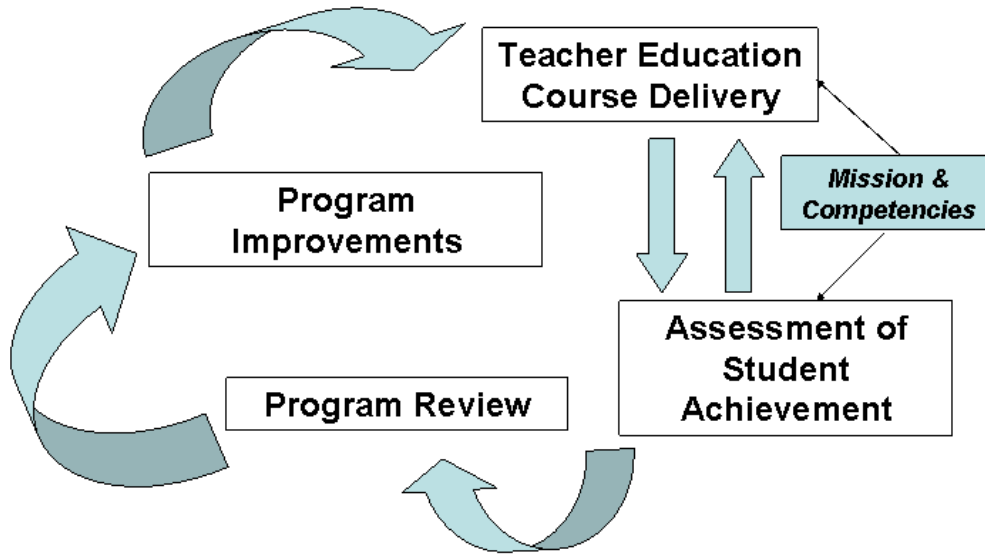 Teacher Education
Course Delivery
Mission &
Competencies
Program
Improvements
Assessment of
Student
Achievement
Program Review